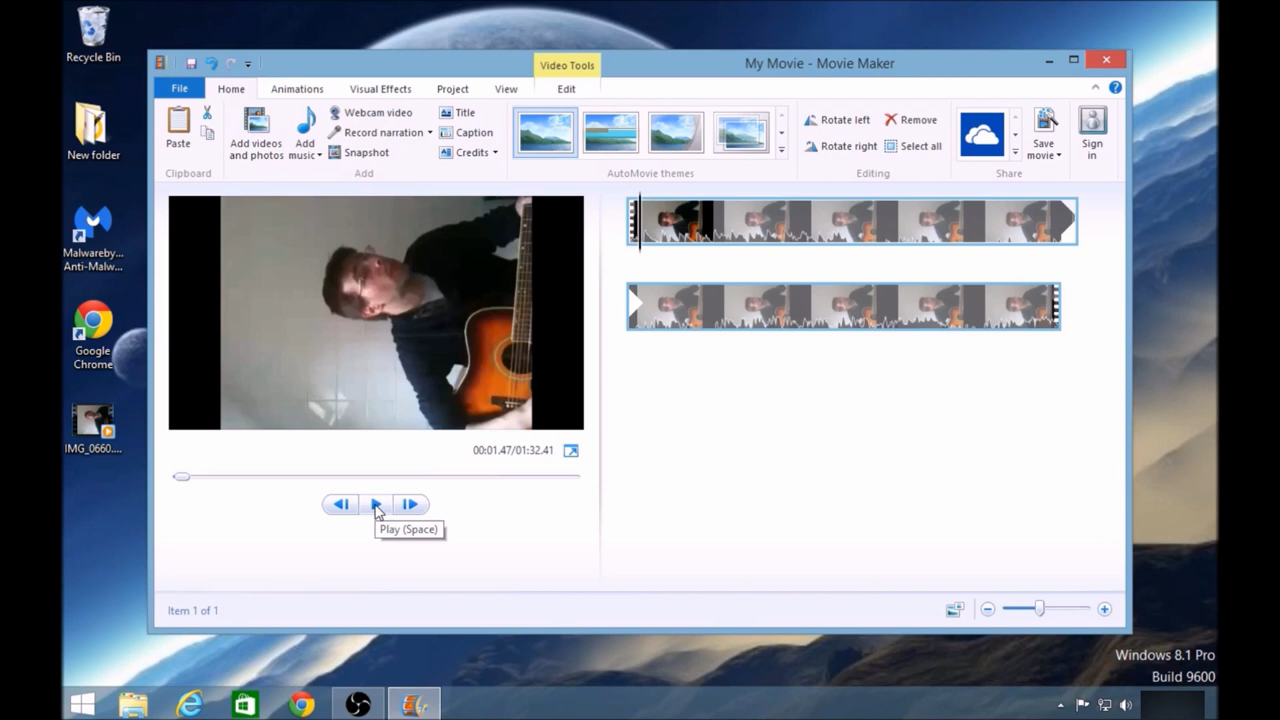 Recycle Bin
New folder
Malwareby...
Anti-Malw...
Google
Chrome
IMG_0660....
Video Tools
My Movie - Movie Maker
File
Home
Animations
Visual Effects
Project
View
Edit
Paste
Clipboard
Add videos
and photos
Add
music
Webcam video
Record narration
Snapshot
Title
Caption
Credits
Add
AutoMovie themes
Rotate left
Rotate right
Remove
Select all
Editing
Save
movie
Share
Sign
in
00:01.47/01:32.41
Play (Space)
Item 1 of 1
Windows 8.1 Pro
Build 9600